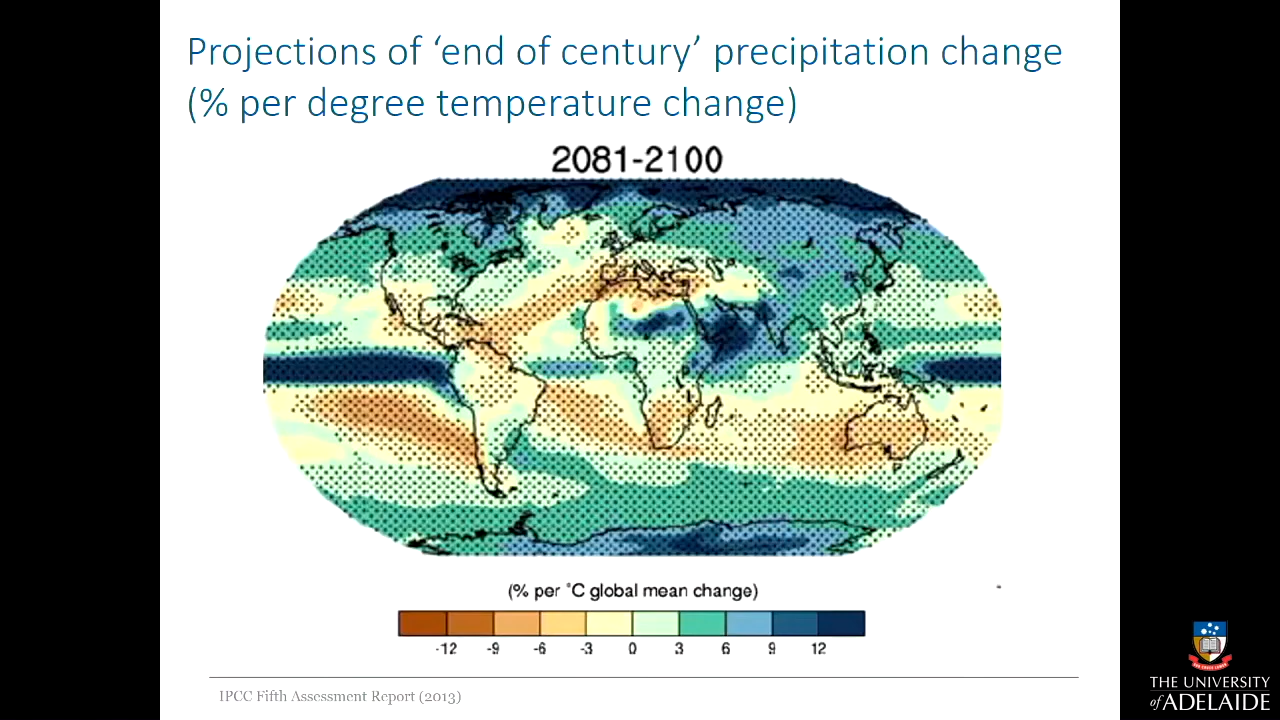 Projections of ‘end of century’ precipitation change
(% per degree temperature change)
2081-2100
(% per °C global mean change)
-12 -9 -6 -3 0 3 6 9 12
IPCC Fifth Assessment Report (2013)
THE UNIVERSITY
of ADELAIDE